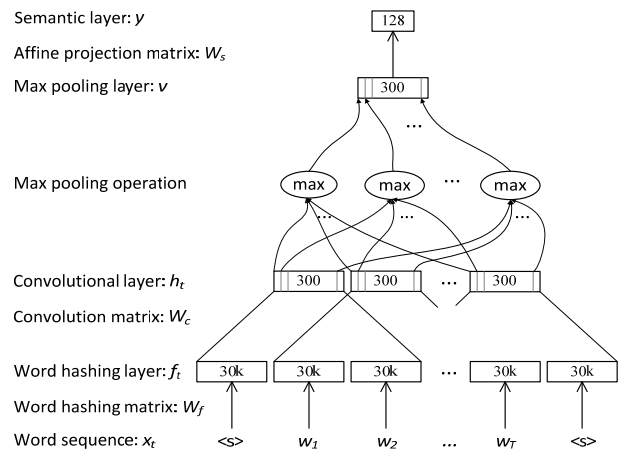 Semantic layer: y 128
Affine projection matrix: Ws
Max pooling layer: v 300
...
Max pooling operation max max ... max
... ... ...
Convolutional layer: ht 300 300 ... 300
Convolution matrix: Wc
Word hashing layer: ft 30k 30k 30k ... 30k 30k
Word hashing matrix: Wf
Word sequence: xt <s> w1 w2 ... wT <s>